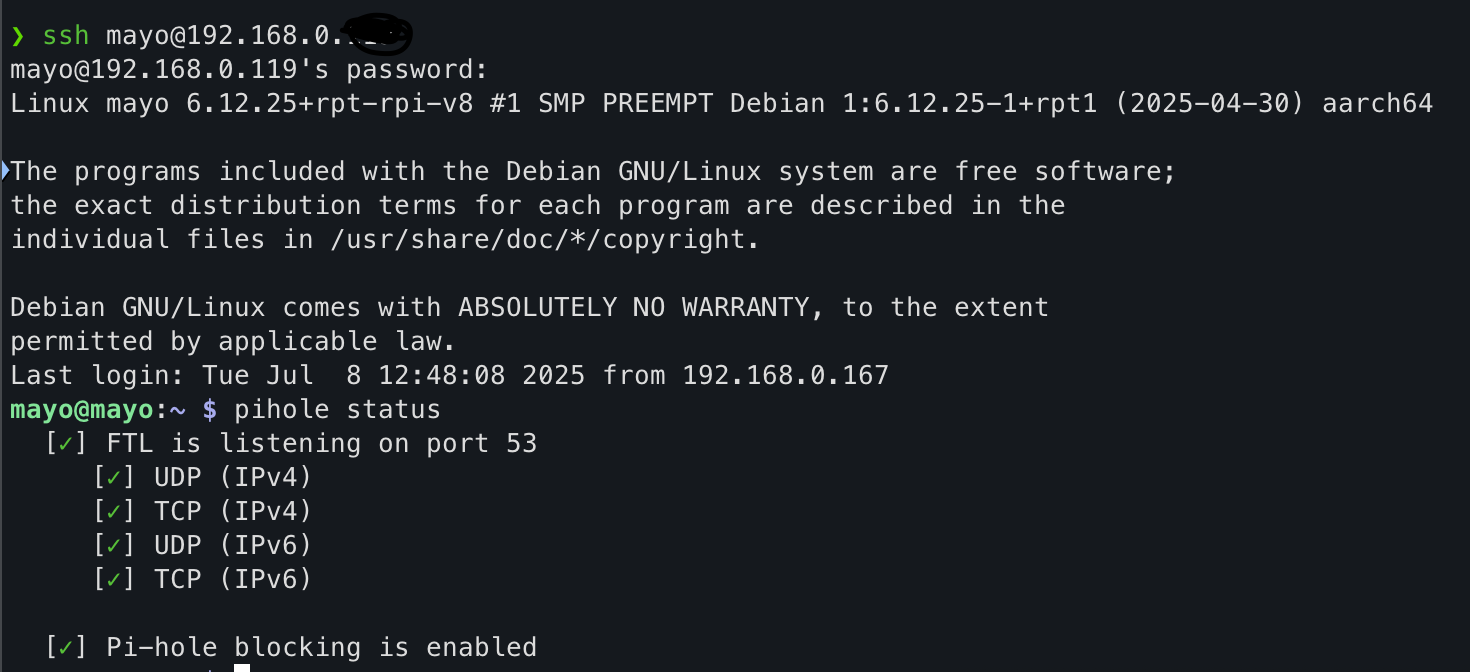 ❯ ssh mayo@192.168.0.
mayo@192.168.0.119's password:
Linux mayo 6.12.25+rpt-rpi-v8 #1 SMP PREEMPT Debian 1:6.12.25-1+rpt1 (2025-04-30) aarch64
The programs included with the Debian GNU/Linux system are free software;
the exact distribution terms for each program are described in the
individual files in /usr/share/doc/*/copyright.
Debian GNU/Linux comes with ABSOLUTELY NO WARRANTY, to the extent
permitted by applicable law.
Last login: Tue Jul  8 12:48:08 2025 from 192.168.0.167
mayo@mayo:~ $ pihole status
[✓] FTL is listening on port 53
[✓] UDP (IPv4)
[✓] TCP (IPv4)
[✓] UDP (IPv6)
[✓] TCP (IPv6)
[✓] Pi-hole blocking is enabled